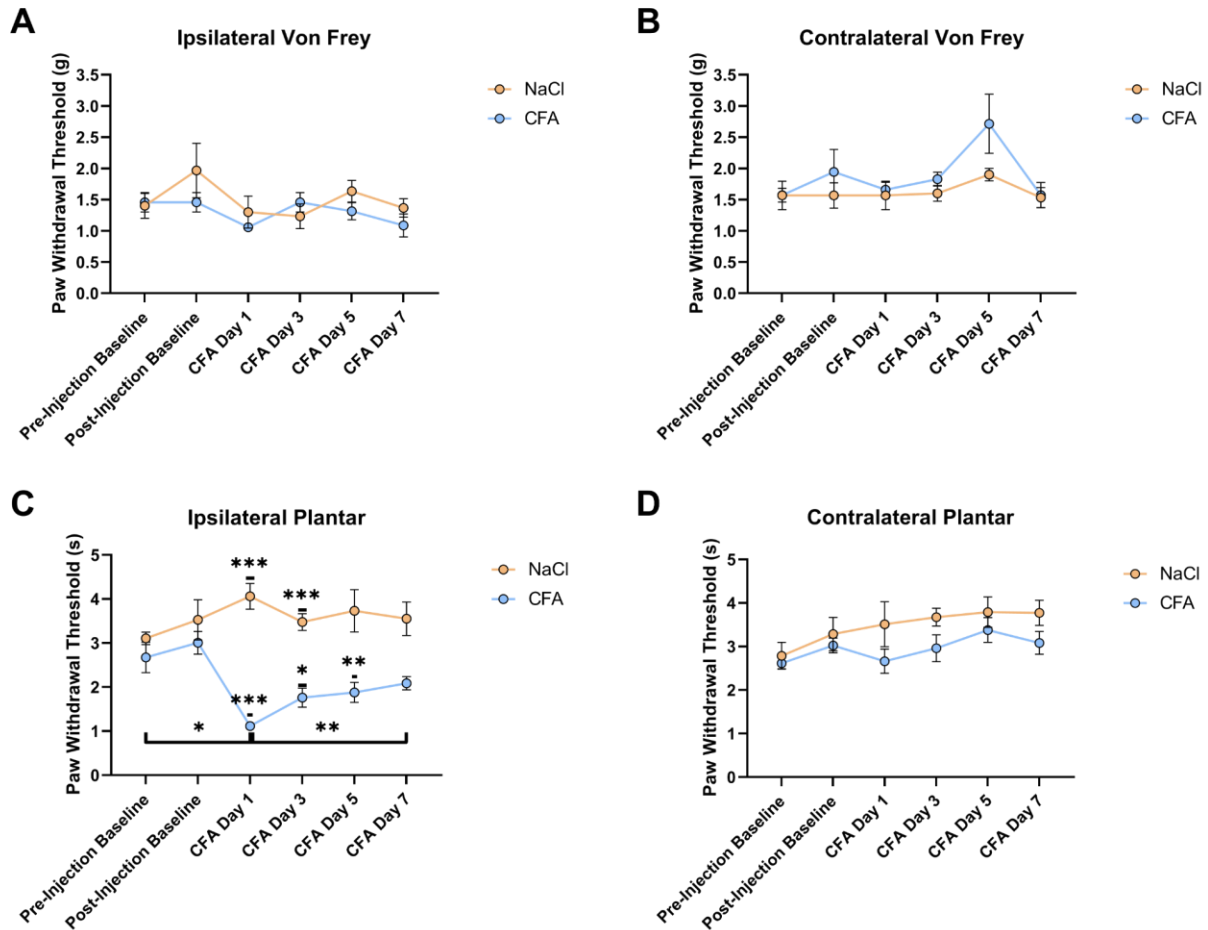 A
Ipsilateral Von Frey
Paw Withdrawal Threshold (g)
3.5
3.0
2.5
2.0
1.5
1.0
0.5
0.0
Pre-Injection Baseline
Post-Injection Baseline
CFA Day 1
CFA Day 3
CFA Day 5
CFA Day 7
NaCl
CFA
B
Contralateral Von Frey
Paw Withdrawal Threshold (g)
3.5
3.0
2.5
2.0
1.5
1.0
0.5
0.0
Pre-Injection Baseline
Post-Injection Baseline
CFA Day 1
CFA Day 3
CFA Day 5
CFA Day 7
NaCl
CFA
C
Ipsilateral Plantar
Paw Withdrawal Threshold (s)
5
4
3
2
1
0
***
***
*
**
***
*
**
Pre-Injection Baseline
Post-Injection Baseline
CFA Day 1
CFA Day 3
CFA Day 5
CFA Day 7
NaCl
CFA
D
Contralateral Plantar
Paw Withdrawal Threshold (s)
5
4
3
2
1
0
Pre-Injection Baseline
Post-Injection Baseline
CFA Day 1
CFA Day 3
CFA Day 5
CFA Day 7
NaCl
CFA